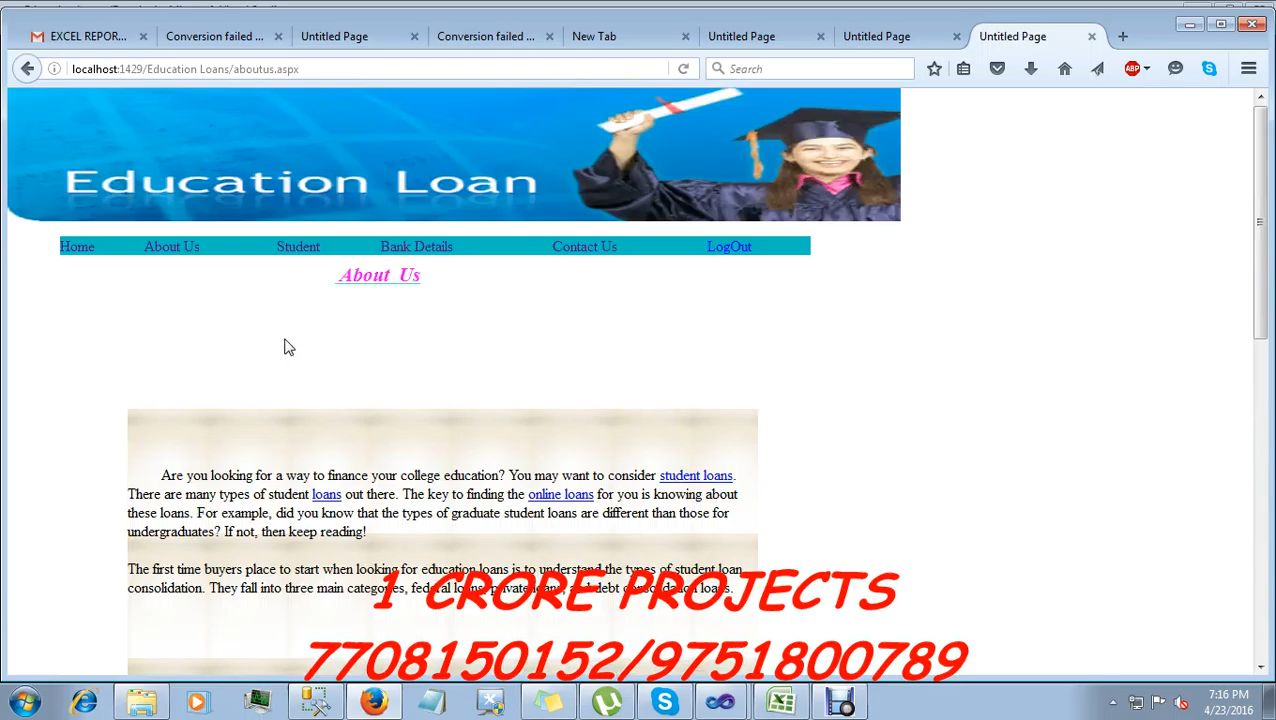 EXCEL REPOR...
Conversion failed ...
Untitled Page
Conversion failed ...
New Tab
Untitled Page
Untitled Page
Untitled Page
localhost:1429/Education Loans/aboutus.aspx
Search
ABP
Education Loan
Home About Us Student Bank Details Contact Us LogOut
About Us
Are you looking for a way to finance your college education? You may want to consider student loans.
There are many types of student loans out there. The key to finding the online loans for you is knowing about
these loans. For example, did you know that the types of graduate student loans are different than those for
undergraduates? If not, then keep reading!
The first time buyers place to start when looking for education loans is to understand the types of student loan
consolidation. They fall into three main categories, federal loans, private loans, and debt consolidation loans.
1 CRORE PROJECTS
7708150152/9751800789
7:16 PM
4/23/2016